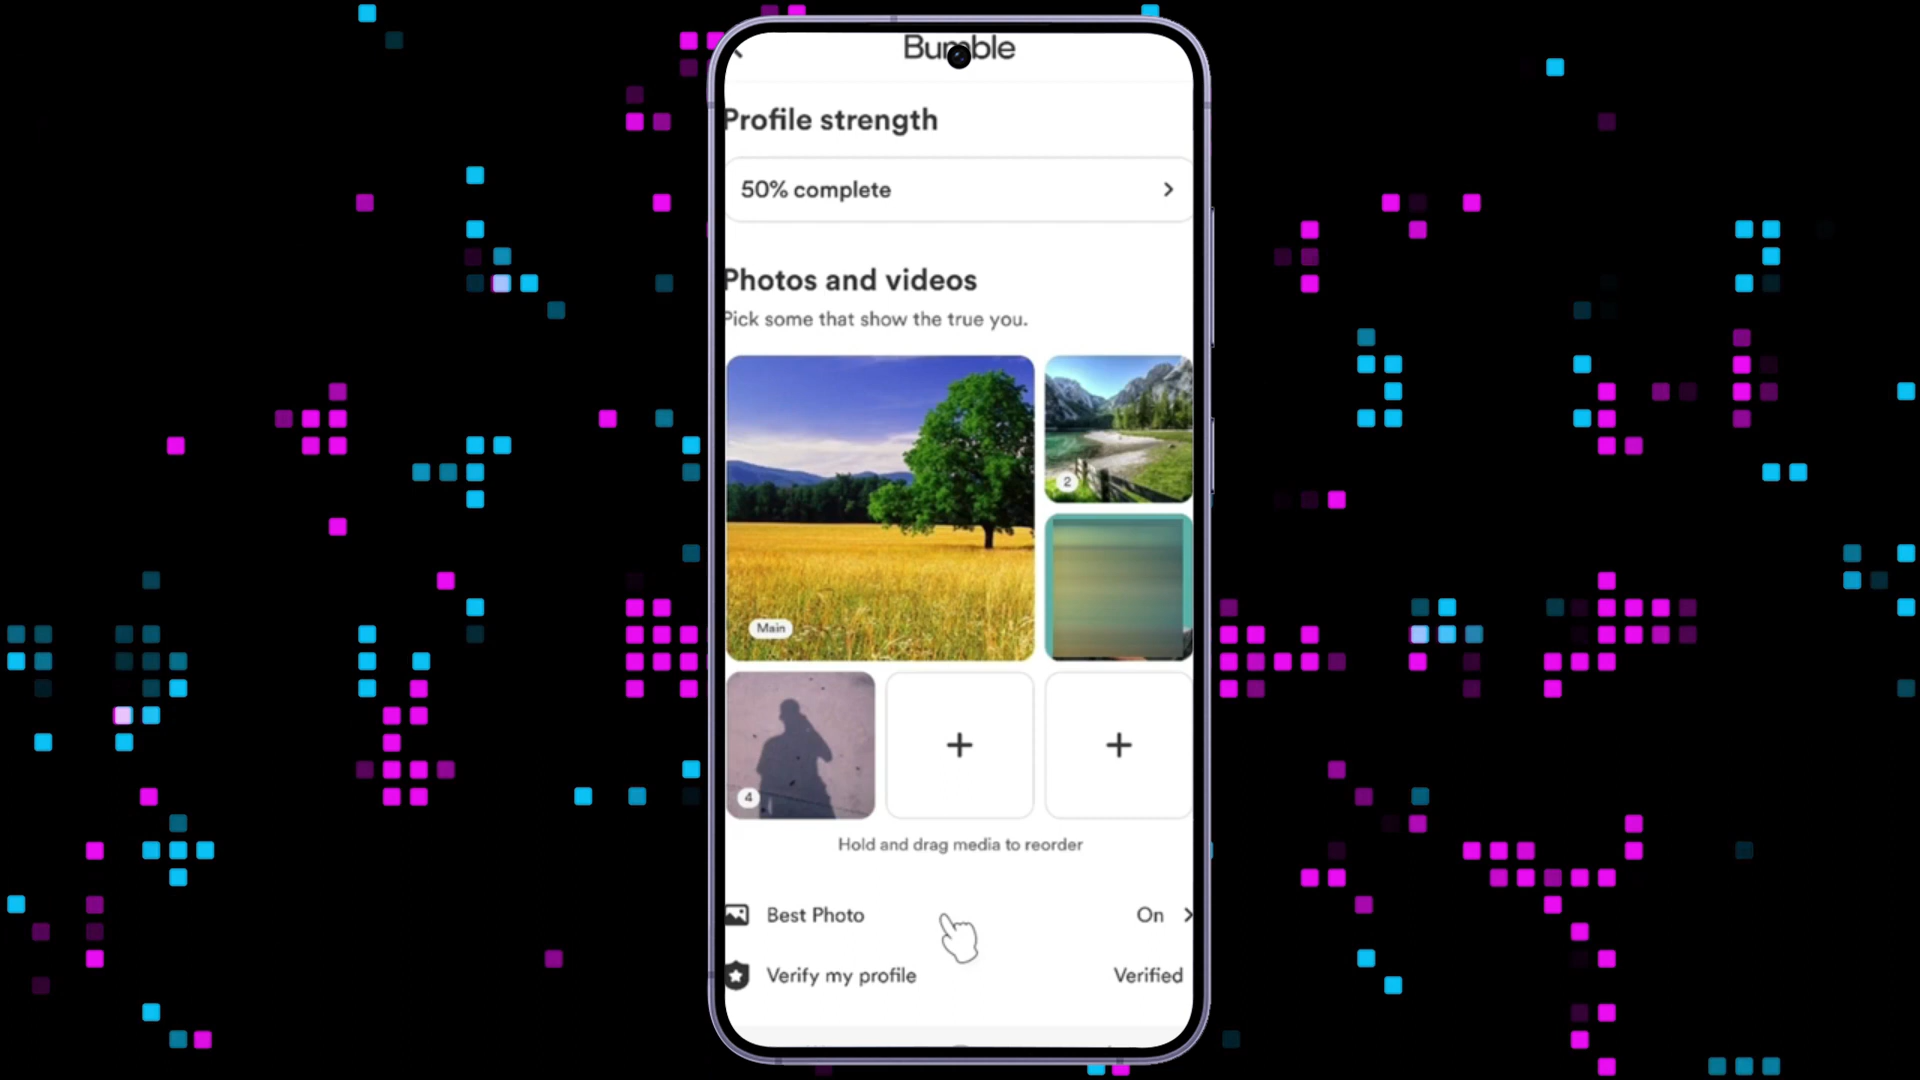 Bumble
Profile strength
50% complete
Photos and videos
Pick some that show the true you.
2
Main
4
Hold and drag media to reorder
Best Photo On
Verify my profile Verified